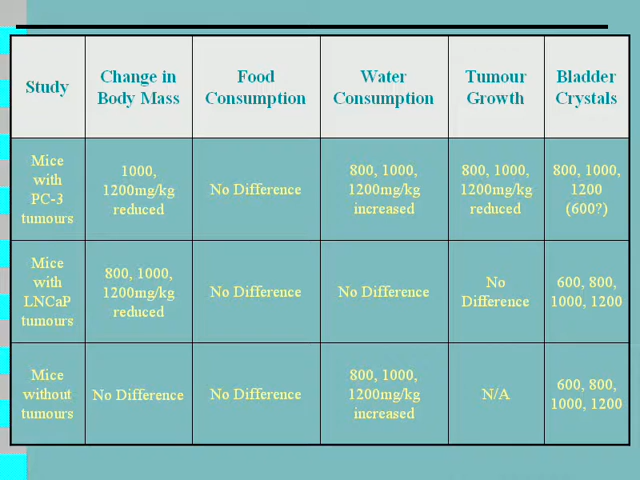 Study
Change in
Body Mass
Food
Consumption
Water
Consumption
Tumour
Growth
Bladder
Crystals
Mice
with
PC-3
tumours
1000,
1200mg/kg
reduced
No Difference
800, 1000,
1200mg/kg
increased
800, 1000,
1200mg/kg
reduced
800, 1000,
1200
(600?)
Mice
with
LNCaP
tumours
800, 1000,
1200mg/kg
reduced
No Difference
No Difference
No
Difference
600, 800,
1000, 1200
Mice
without
tumours
No Difference
No Difference
800, 1000,
1200mg/kg
increased
N/A
600, 800,
1000, 1200